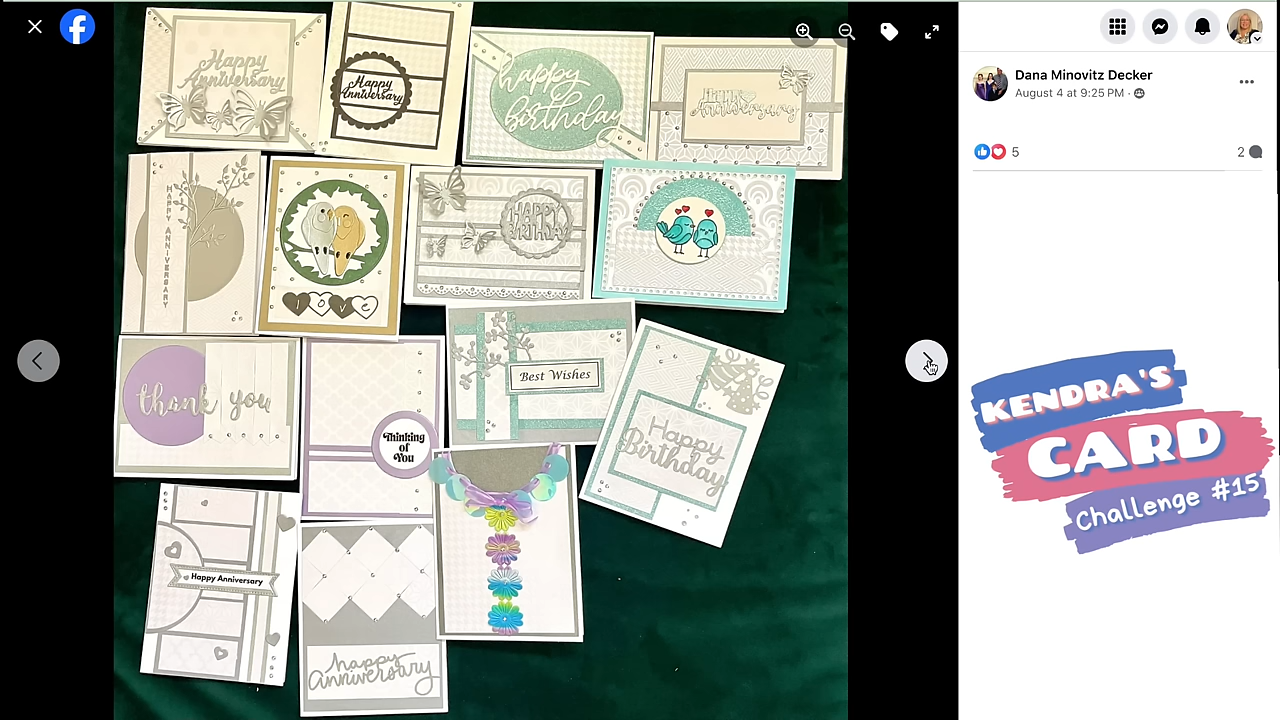 Happy
Anniversary
Happy
Anniversary
happy
birthday
Happy
Anniversary
HAPPY ANNIVERSARY
love
HAPPY
BIRTHDAY
thank you
Thinking
of
You
Best Wishes
Happy
Birthday
Happy Anniversary
happy
Anniversary
Dana Minovitz Decker
August 4 at 9:25 PM ·
5
2
KENDRA'S
CARD
Challenge #15